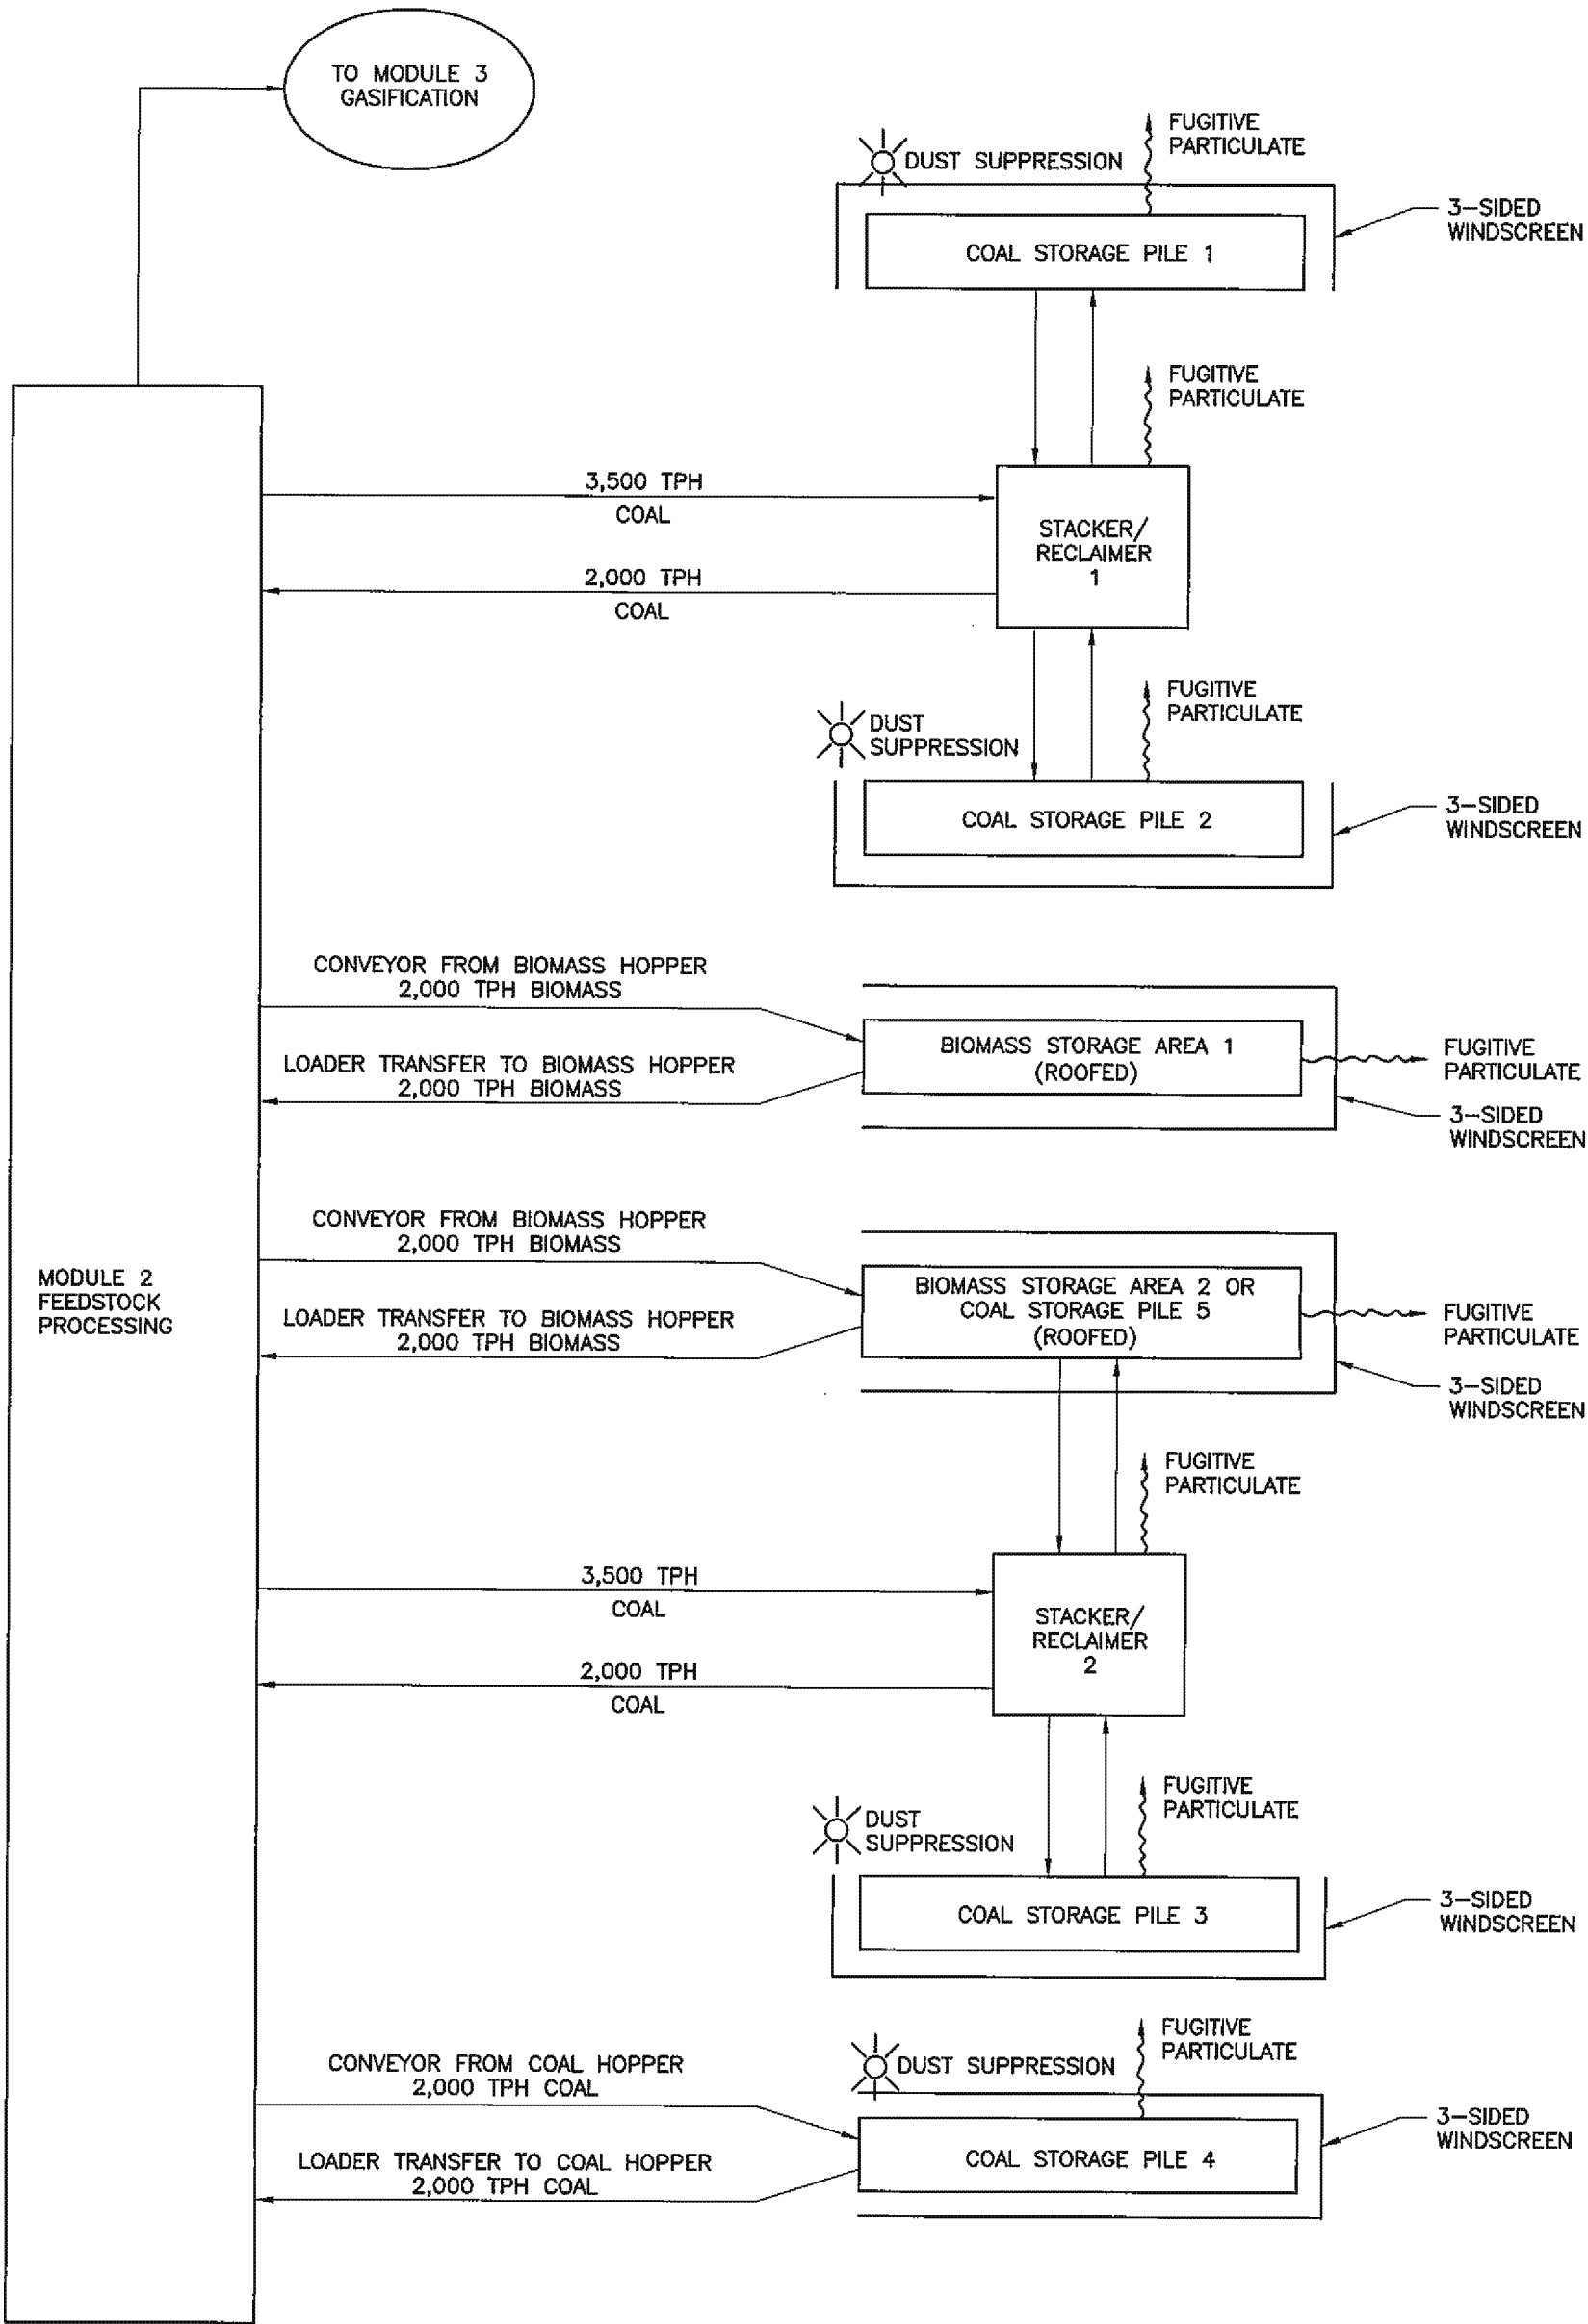 TO MODULE 3
GASIFICATION
FUGITIVE
PARTICULATE
DUST SUPPRESSION
3-SIDED
WINDSCREEN
COAL STORAGE PILE 1
FUGITIVE
PARTICULATE
3,500 TPH
COAL
STACKER/
RECLAIMER
1
2,000 TPH
COAL
FUGITIVE
PARTICULATE
DUST
SUPPRESSION
COAL STORAGE PILE 2
3-SIDED
WINDSCREEN
CONVEYOR FROM BIOMASS HOPPER
2,000 TPH BIOMASS
LOADER TRANSFER TO BIOMASS HOPPER
2,000 TPH BIOMASS
BIOMASS STORAGE AREA 1
(ROOFED)
FUGITIVE
PARTICULATE
3-SIDED
WINDSCREEN
CONVEYOR FROM BIOMASS HOPPER
2,000 TPH BIOMASS
MODULE 2
FEEDSTOCK
PROCESSING
LOADER TRANSFER TO BIOMASS HOPPER
2,000 TPH BIOMASS
BIOMASS STORAGE AREA 2 OR
COAL STORAGE PILE 5
(ROOFED)
FUGITIVE
PARTICULATE
3-SIDED
WINDSCREEN
FUGITIVE
PARTICULATE
3,500 TPH
COAL
STACKER/
RECLAIMER
2
2,000 TPH
COAL
FUGITIVE
PARTICULATE
DUST
SUPPRESSION
COAL STORAGE PILE 3
3-SIDED
WINDSCREEN
FUGITIVE
PARTICULATE
DUST SUPPRESSION
CONVEYOR FROM COAL HOPPER
2,000 TPH COAL
LOADER TRANSFER TO COAL HOPPER
2,000 TPH COAL
COAL STORAGE PILE 4
3-SIDED
WINDSCREEN